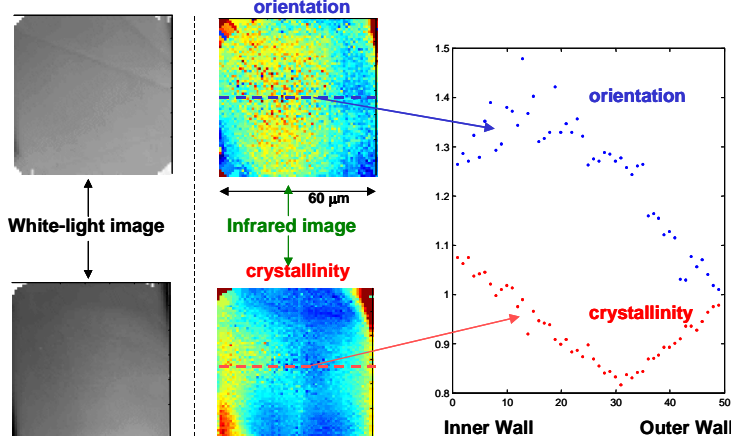 orientation
60 μm
White-light image
Infrared image
crystallinity
1.5
1.4
1.3
1.2
1.1
1
0.9
0.8
orientation
crystallinity
0
10
20
30
40
50
Inner Wall
Outer Wall